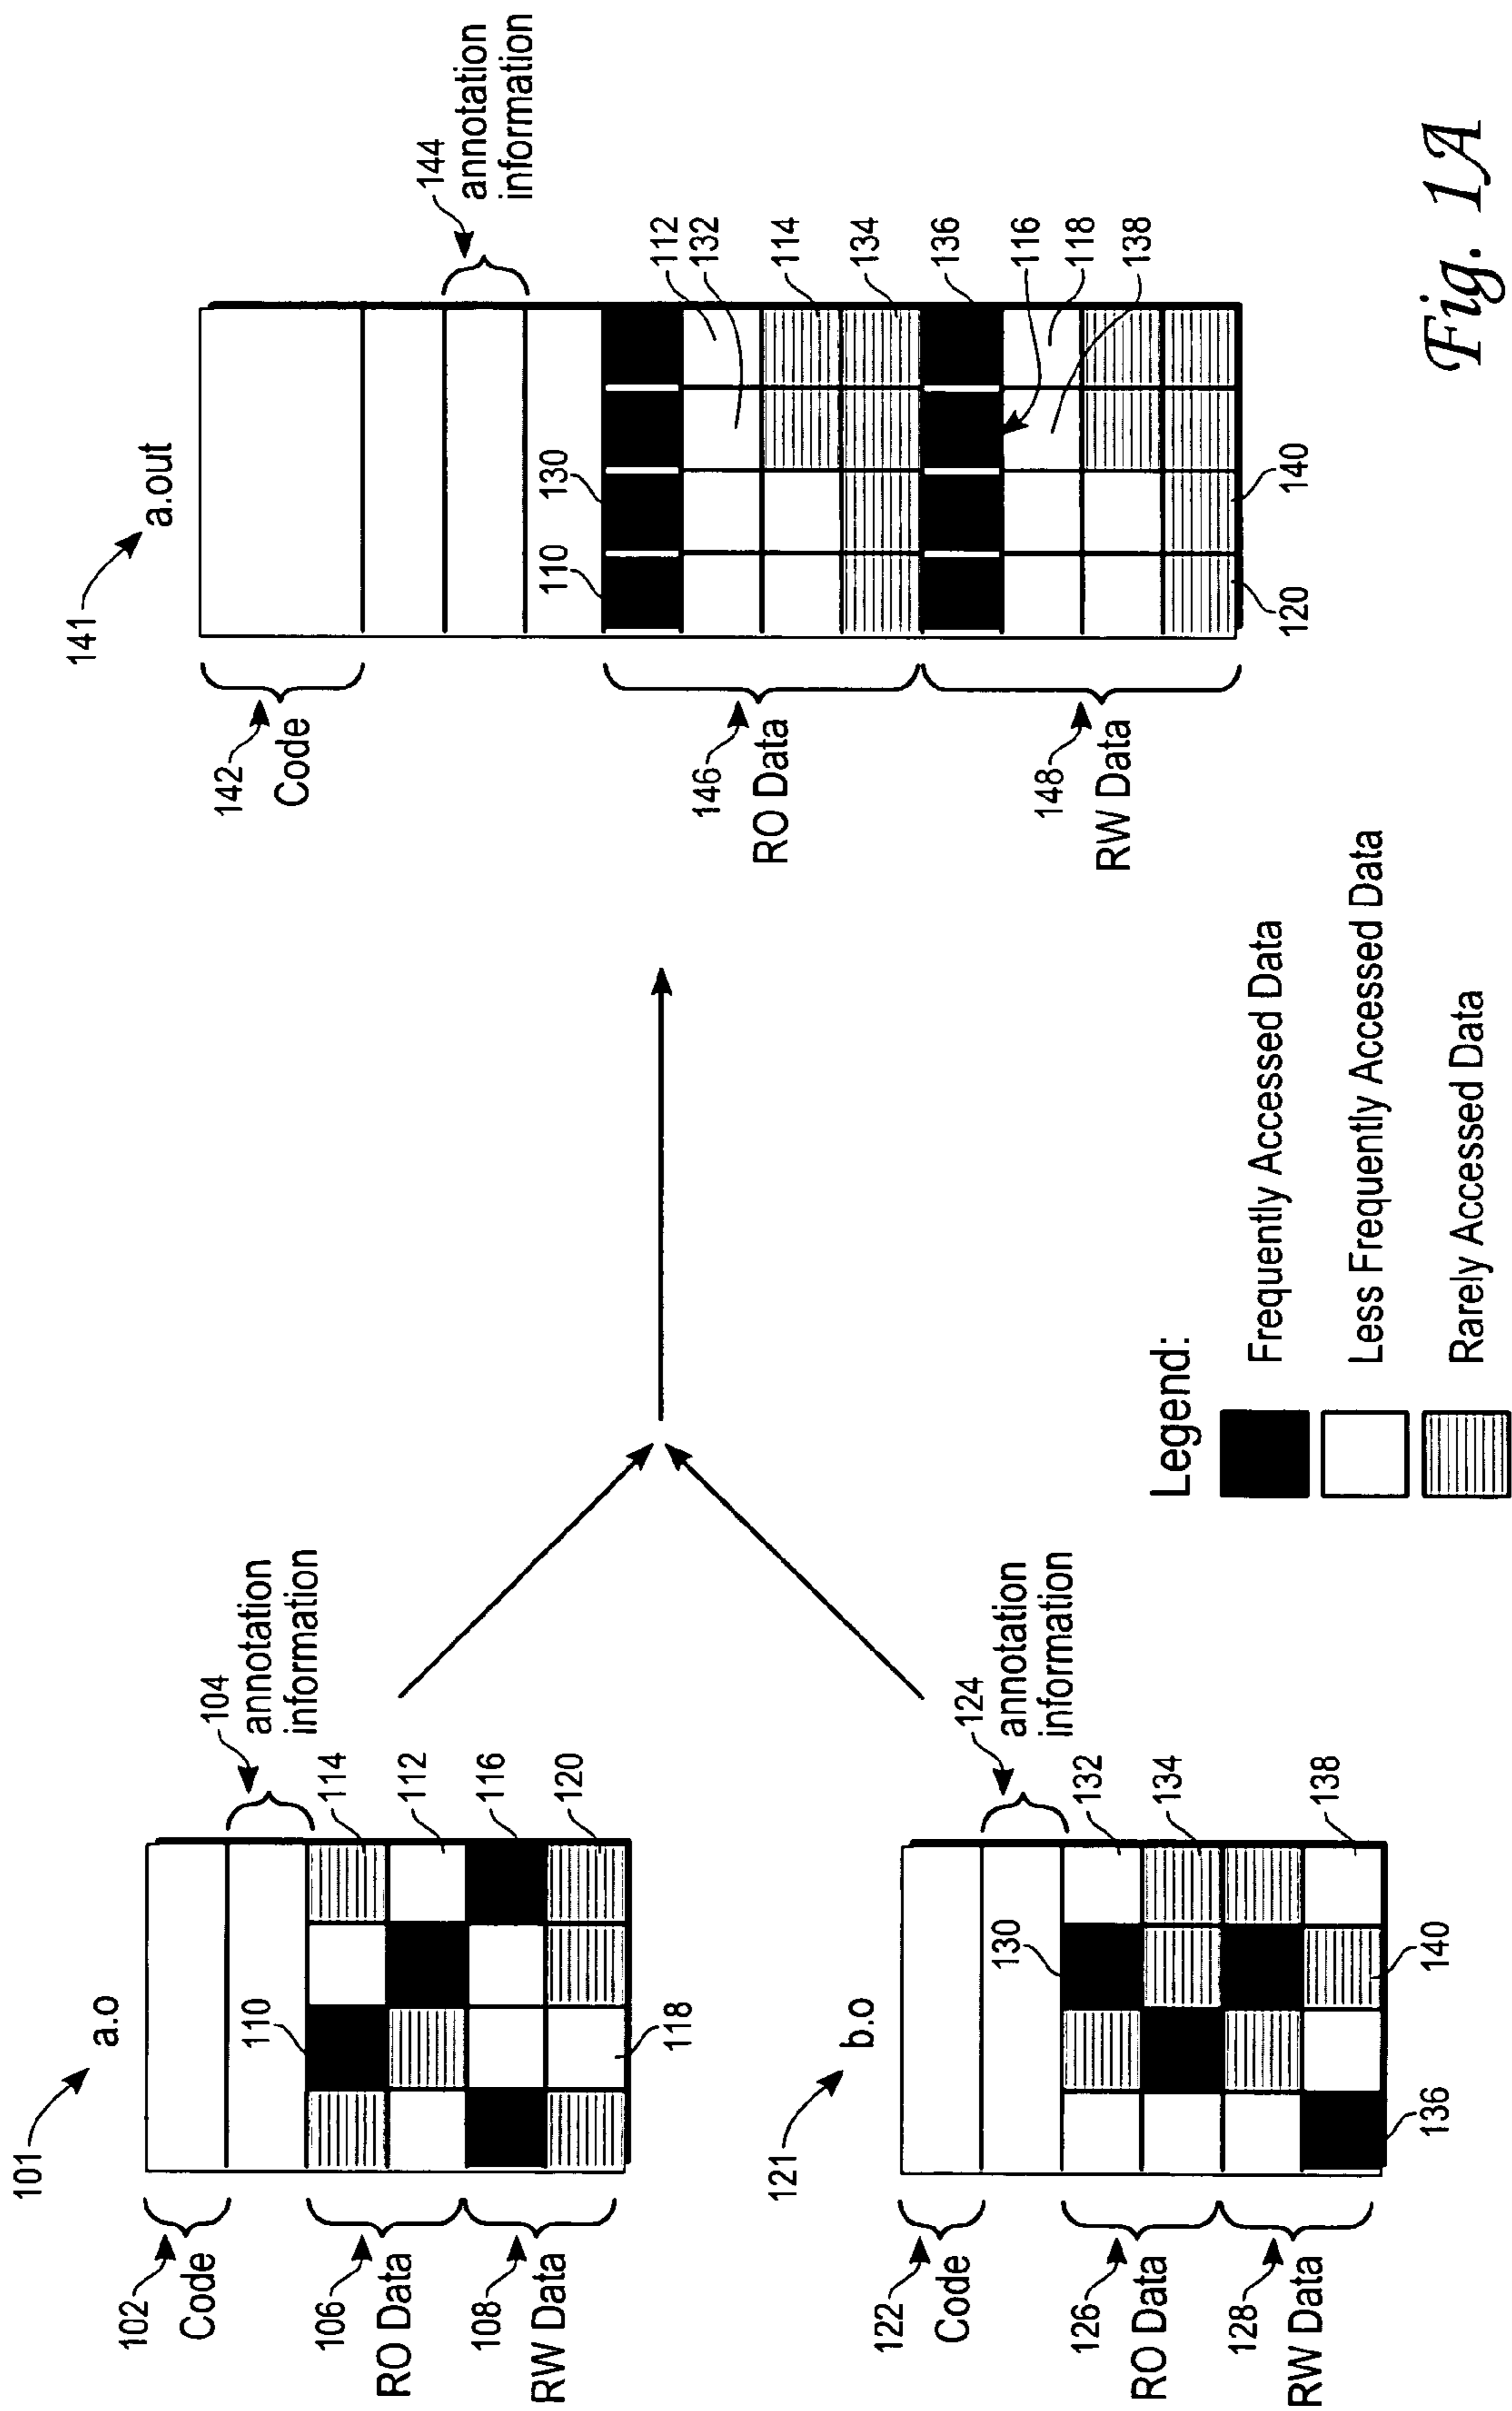 101
a.o
102
Code
104
annotation
information
110
114
112
116
120
106
RO Data
108
RW Data
118
121
b.o
122
Code
124
annotation
information
130
132
134
138
126
RO Data
128
RW Data
136
140
141
a.out
142
Code
144
annotation
information
110
130
112
132
114
134
136
116
118
138
146
RO Data
148
RW Data
120
140
Legend:
Frequently Accessed Data
Less Frequently Accessed Data
Rarely Accessed Data
Fig. 1A